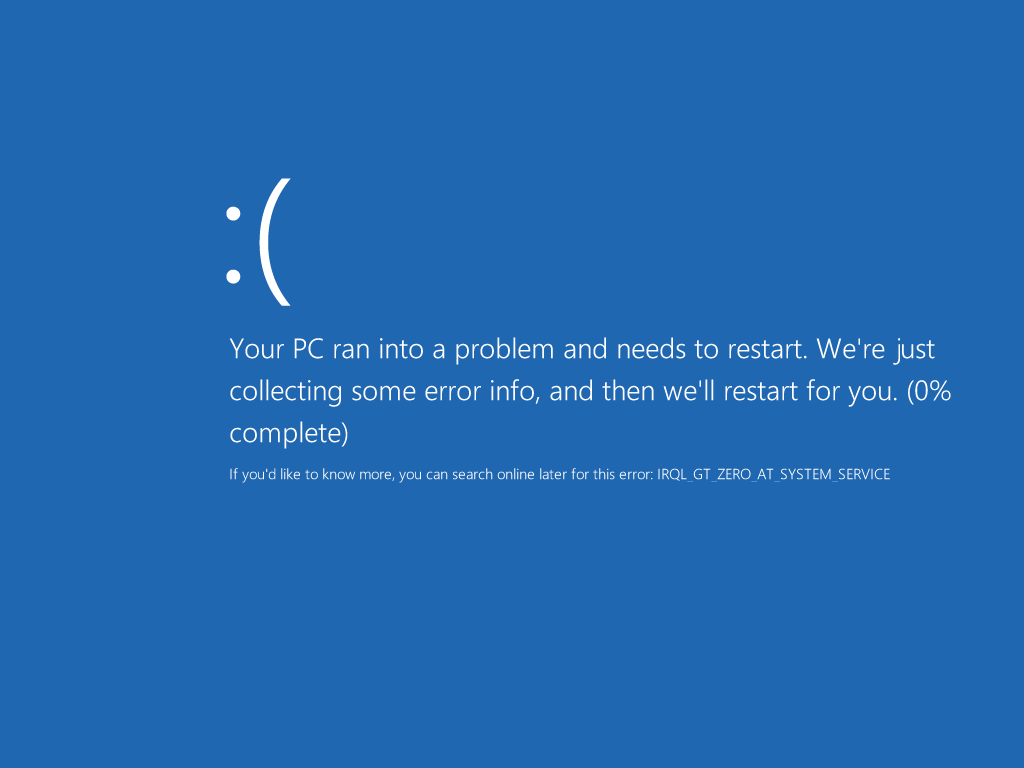 :(
Your PC ran into a problem and needs to restart. We're just
collecting some error info, and then we'll restart for you. (0%
complete)
If you'd like to know more, you can search online later for this error: IRQL_GT_ZERO_AT_SYSTEM_SERVICE